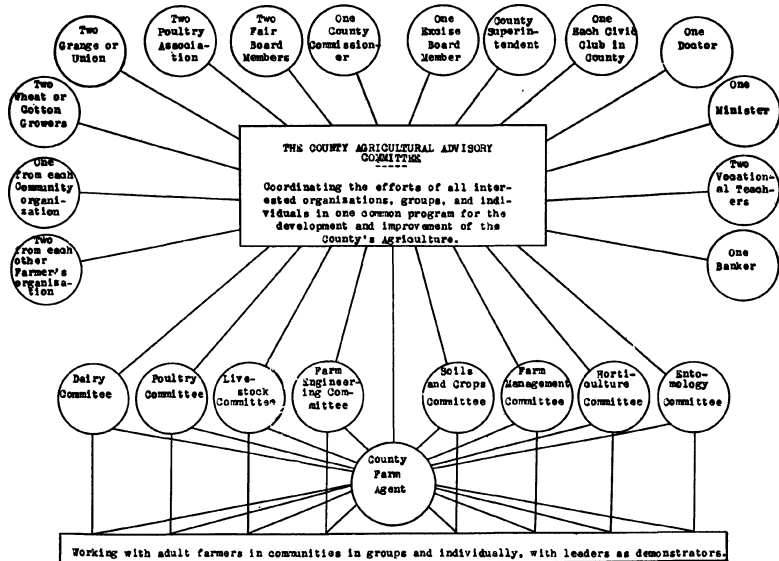 Two
Grange or
Union
Two
Poultry
Associa-
tion
Two
Fair
Board
Members
One
County
Commission-
er
One
Excise
Board
Member
County
Superin-
tendent
One
Each Civic
Club in
County
One
Doctor
Two
Wheat or
Cotton
Growers
One
Minister
One
from each
Community
organi-
zation
Two
Vocation-
al Teach-
ers
Two
from each
other
Farmer's
organiza-
tion
One
Banker
THE COUNTY AGRICULTURAL ADVISORY
COMMITTEE
Coordinating the efforts of all inter-
ested organizations, groups, and indi-
viduals in one common program for the
development and improvement of the
County's Agriculture.
Dairy
Committee
Poultry
Committee
Live-
stock
Committee
Farm
Engineer-
ing Com-
mittee
Soils
and Crops
Committee
Farm
Management
Committee
Horti-
culture
Committee
Ento-
mology
Committee
County
Farm
Agent
Working with adult farmers in communities in groups and individually, with leaders as demonstrators.